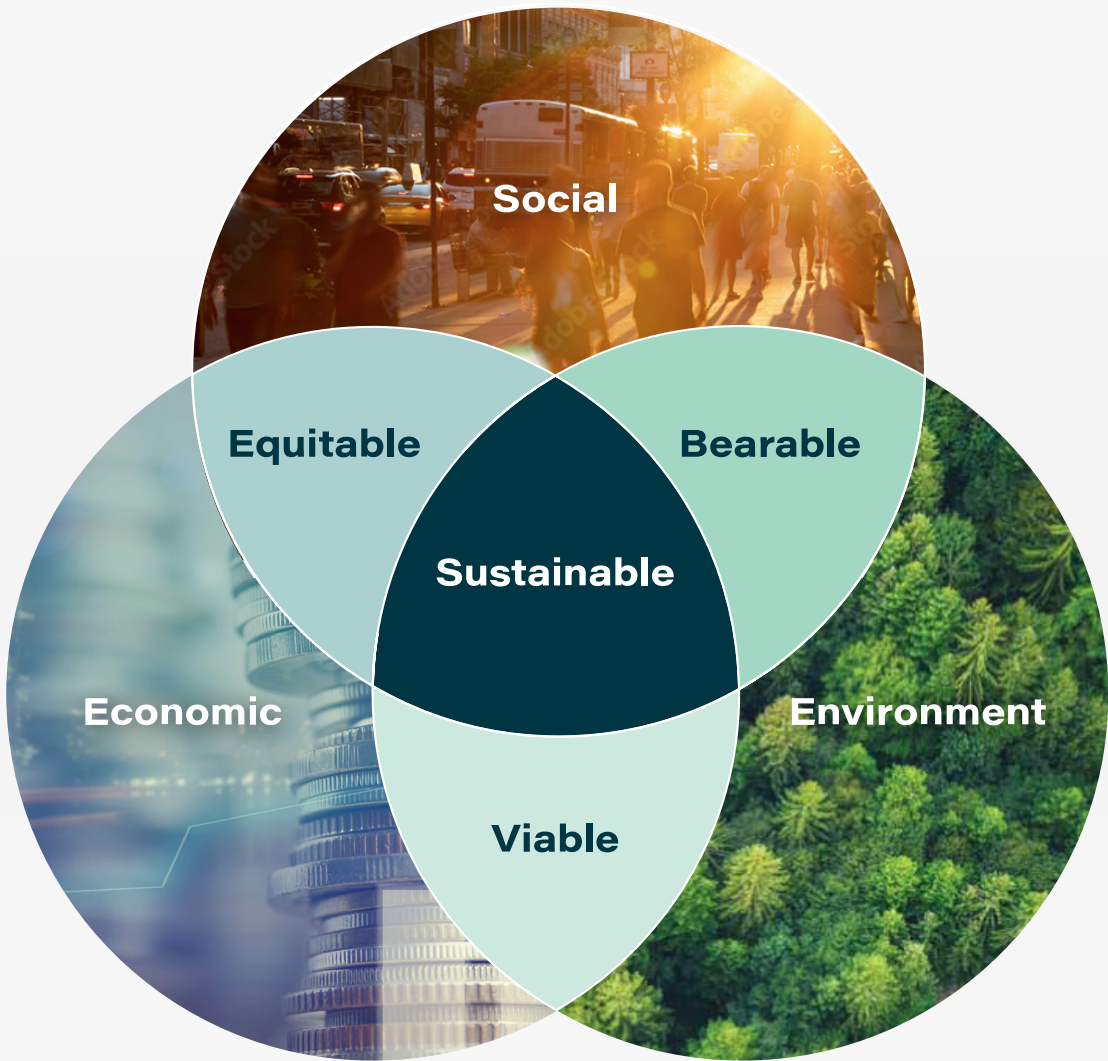 Social
Equitable
Bearable
Sustainable
Economic
Environment
Viable